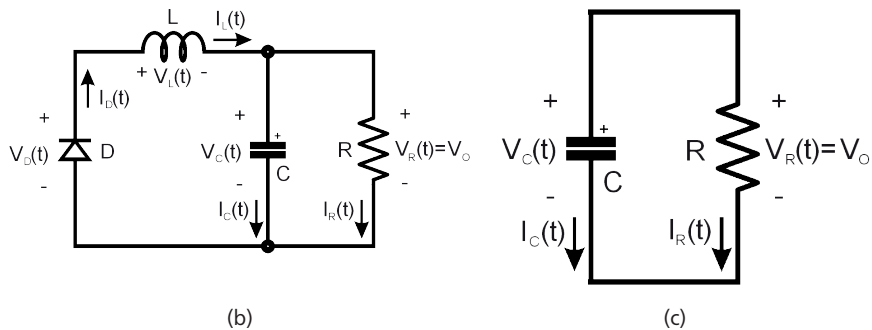 L
I_L(t)
+ V_L(t) -
I_D(t)
+
V_D(t)
-
D
+
V_C(t)
-
+
C
I_C(t)
R
+
V_R(t)=V_O
-
I_R(t)
(b)
+
V_C(t)
-
+
C
I_C(t)
R
+
V_R(t)=V_O
-
I_R(t)
(c)